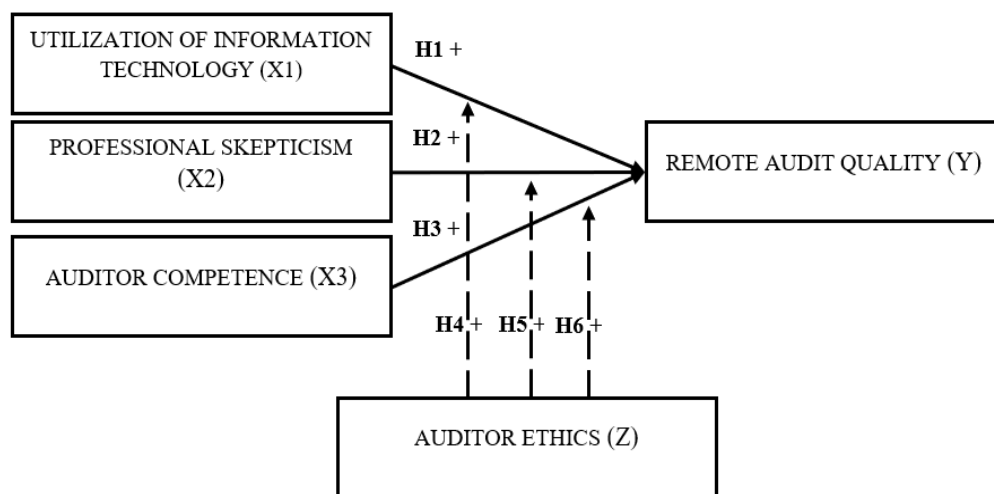 UTILIZATION OF INFORMATION
TECHNOLOGY (X1)
H1 +
PROFESSIONAL SKEPTICISM
(X2)
H2 +
REMOTE AUDIT QUALITY (Y)
AUDITOR COMPETENCE (X3)
H3 +
H4 + H5 + H6 +
AUDITOR ETHICS (Z)